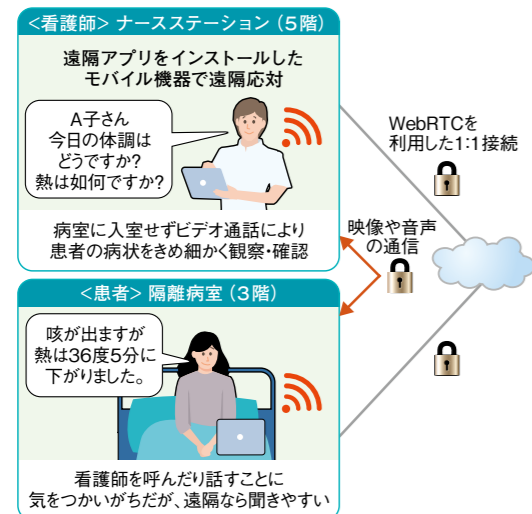 <看護師> ナースステーション（5階）
遠隔アプリをインストールした
モバイル機器で遠隔応対
A子さん
今日の体調は
どうですか?
熱は如何ですか?
病室に入室せずビデオ通話により
患者の病状をきめ細かく観察・確認
WebRTCを
利用した1:1接続
映像や音声
の通信
<患者> 隔離病室（3階）
咳が出ますが
熱は36度5分に
下がりました。
看護師を呼んだり話すことに
気をつかいがちだが、遠隔なら聞きやすい